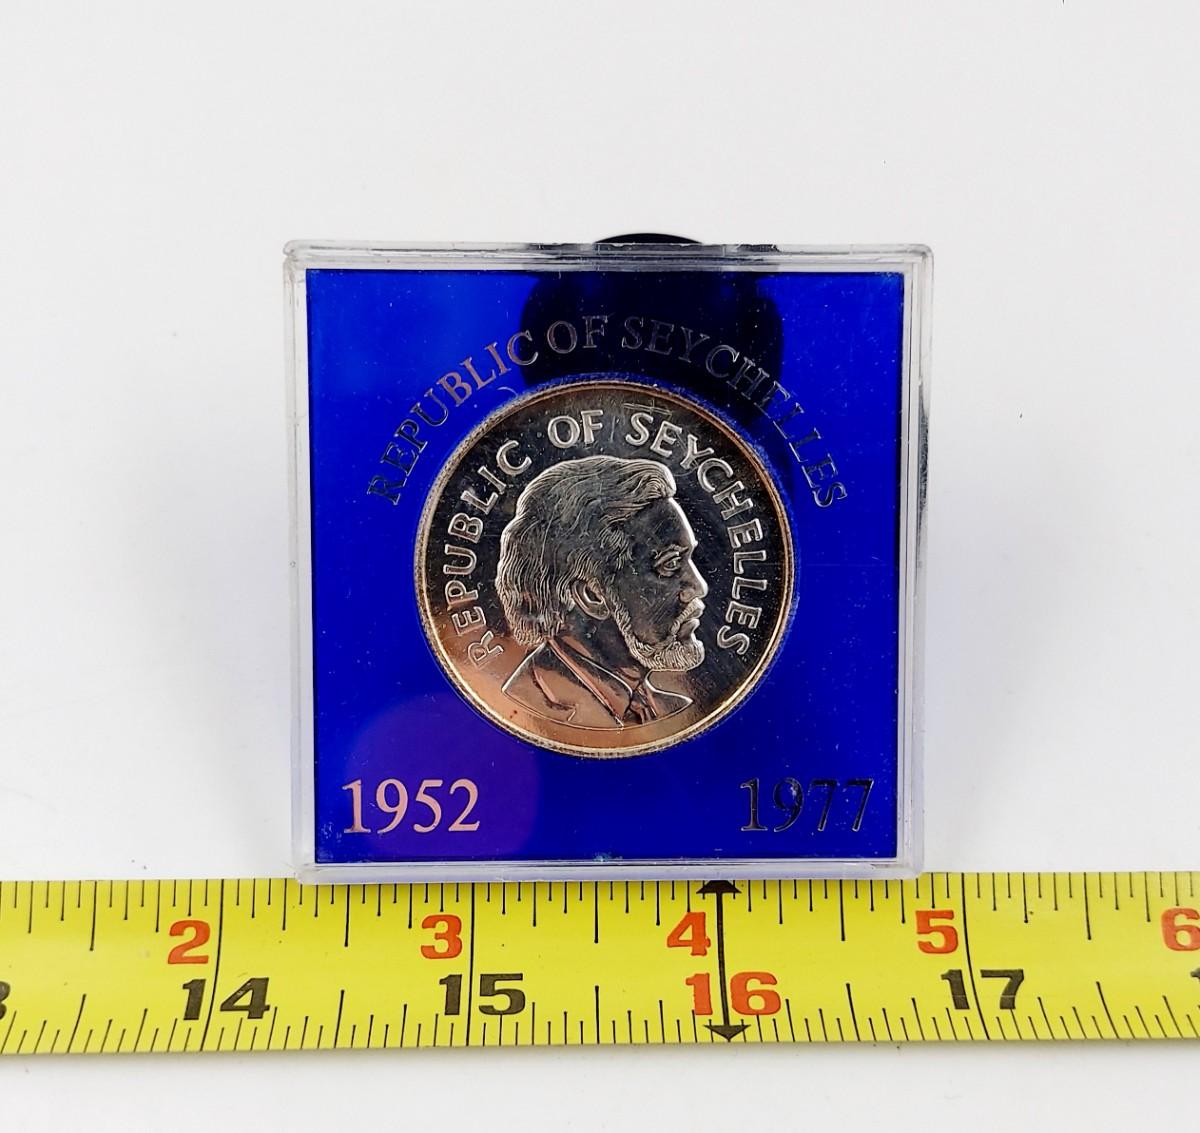 REPUBLIC OF SEYCHELLES
REPUBLIC OF SEYCHELLES
1952 1977
2 3 4 5 6
14 15 16 17